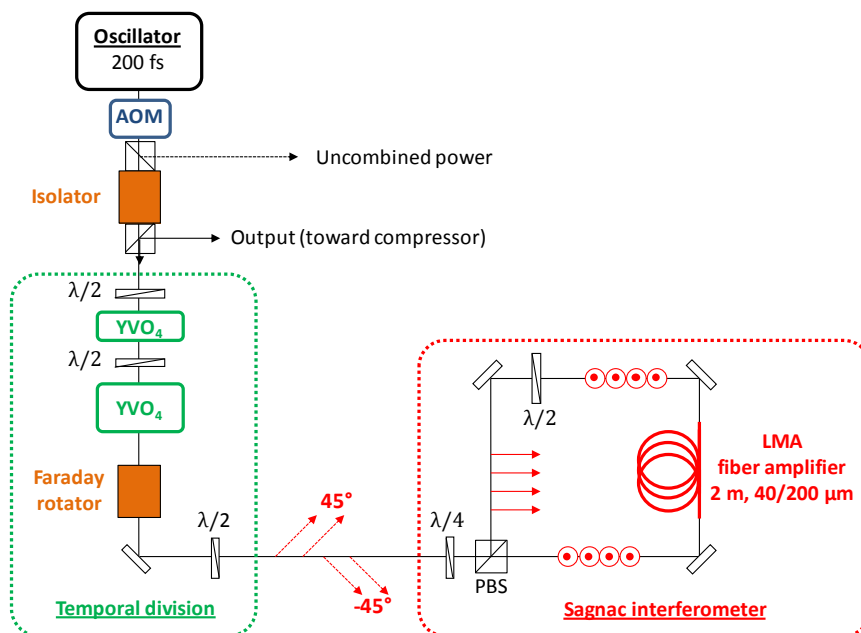 Oscillator
200 fs
AOM
Uncombined power
Isolator
Output (toward compressor)
λ/2
YVO₄
λ/2
YVO₄
Faraday
rotator
λ/2
45°
-45°
Temporal division
λ/4
PBS
λ/2
LMA
fiber amplifier
2 m, 40/200 µm
Sagnac interferometer